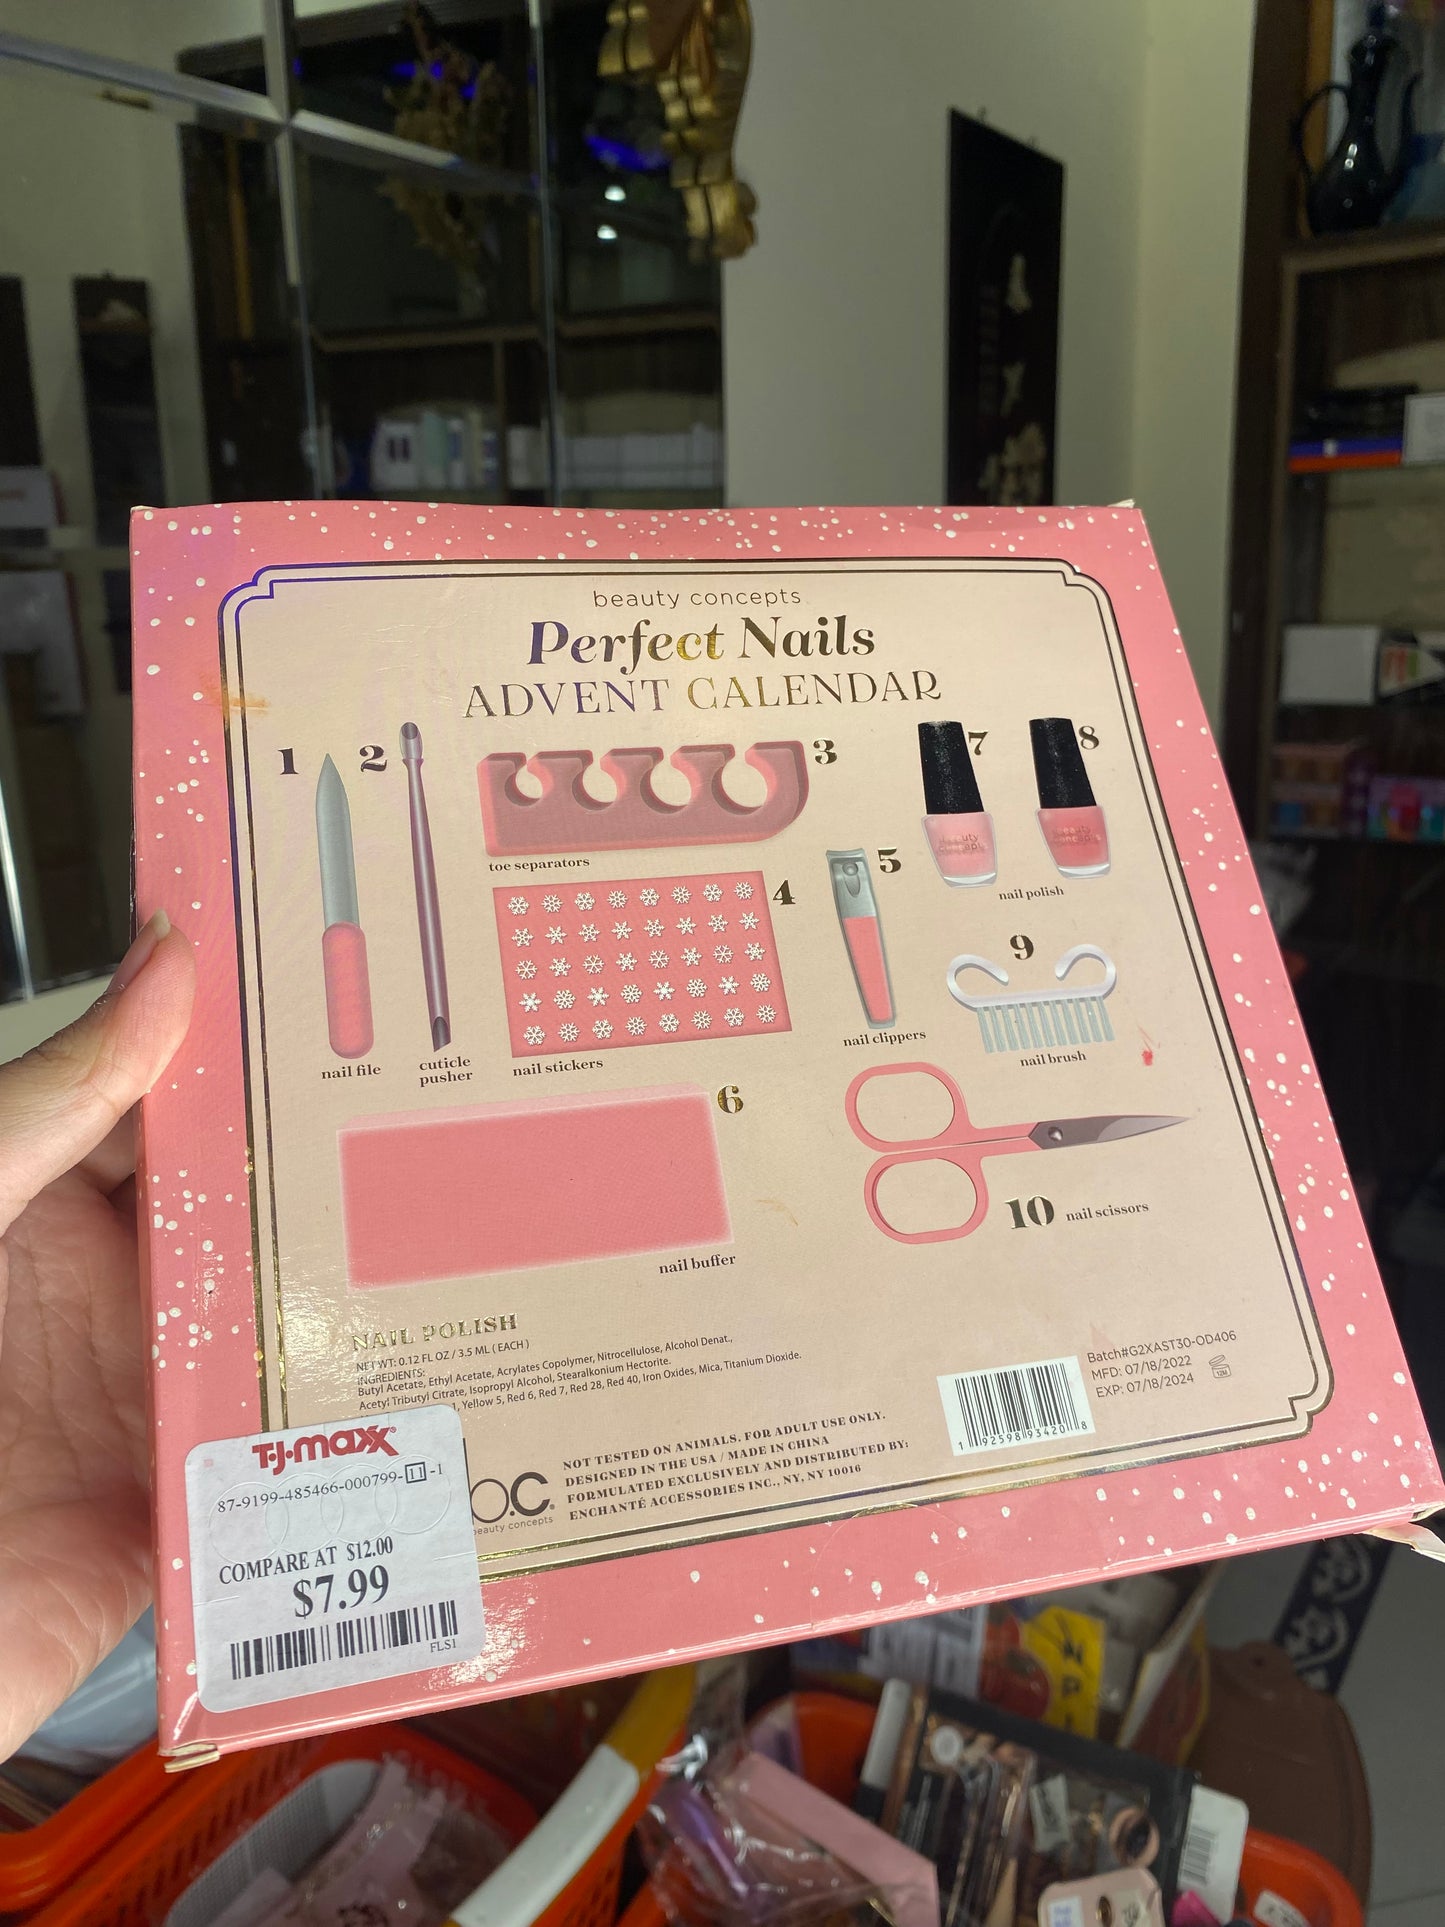 beauty concepts
Perfect Nails
ADVENT CALENDAR
1
2
3
7
8
toe separators
nail polish
4
5
9
nail file
cuticle
pusher
nail stickers
nail clippers
nail brush
6
nail buffer
10 nail scissors
NAIL POLISH
NET WT: 0.12 FL OZ / 3.5 ML ( EACH )
INGREDIENTS:
Butyl Acetate, Ethyl Acetate, Acrylates Copolymer, Nitrocellulose, Alcohol Denat.,
Acetyl Tributyl Citrate, Isopropyl Alcohol, Stearalkonium Hectorite.
1, Yellow 5, Red 6, Red 7, Red 28, Red 40, Iron Oxides, Mica, Titanium Dioxide.
NOT TESTED ON ANIMALS. FOR ADULT USE ONLY.
DESIGNED IN THE USA / MADE IN CHINA
FORMULATED EXCLUSIVELY AND DISTRIBUTED BY:
ENCHANTÉ ACCESSORIES INC., NY, NY 10016
.C.
beauty concepts
1 92598 93420 8
Batch#G2XAST30-OD406
MFD: 07/18/2022
EXP: 07/18/2024
12M
T·J·maxx
87-9199-485466-000799-11-1
COMPARE AT $12.00
$7.99
FLS1